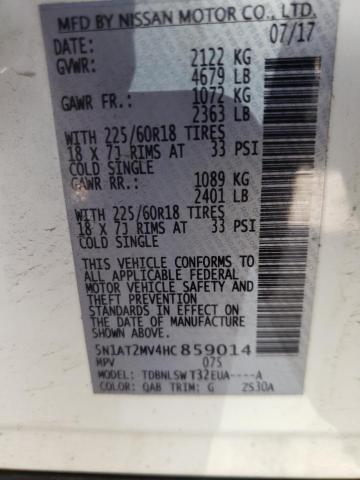 MFD BY NISSAN MOTOR CO., LTD.
DATE: 07/17
GVWR: 2122 KG
4679 LB
GAWR FR.: 1072 KG
2363 LB
WITH 225/60R18 TIRES
18 X 7J RIMS AT 33 PSI
COLD SINGLE
GAWR RR.: 1089 KG
2401 LB
WITH 225/60R18 TIRES
18 X 7J RIMS AT 33 PSI
COLD SINGLE
THIS VEHICLE CONFORMS TO
ALL APPLICABLE FEDERAL
MOTOR VEHICLE SAFETY AND
THEFT PREVENTION
STANDARDS IN EFFECT ON
THE DATE OF MANUFACTURE
SHOWN ABOVE.
5N1AT2MV4HC859014
MPV 07S
MODEL: TDBNLSWT32EUA----A
COLOR: QAB TRIM: G ZS30A